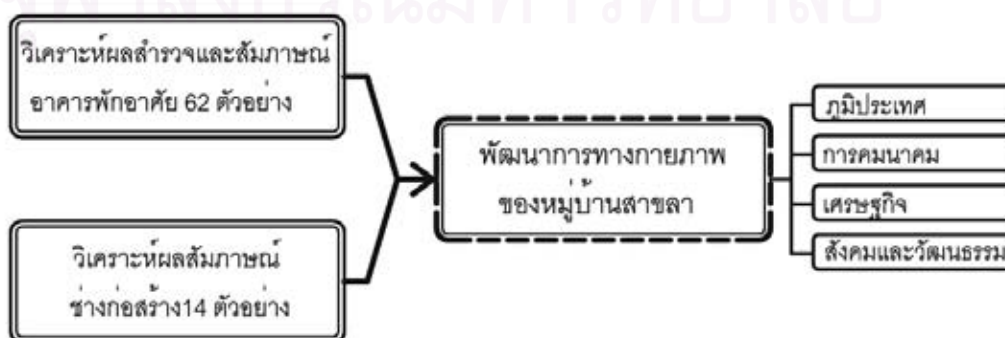 วิเคราะห์ผลสำรวจและสัมภาษณ์
อาคารพักอาศัย 62 ตัวอย่าง
วิเคราะห์ผลสัมภาษณ์
ช่างก่อสร้าง14 ตัวอย่าง
พัฒนาการทางกายภาพ
ของหมู่บ้านสาขลา
ภูมิประเทศ
การคมนาคม
เศรษฐกิจ
สังคมและวัฒนธรรม